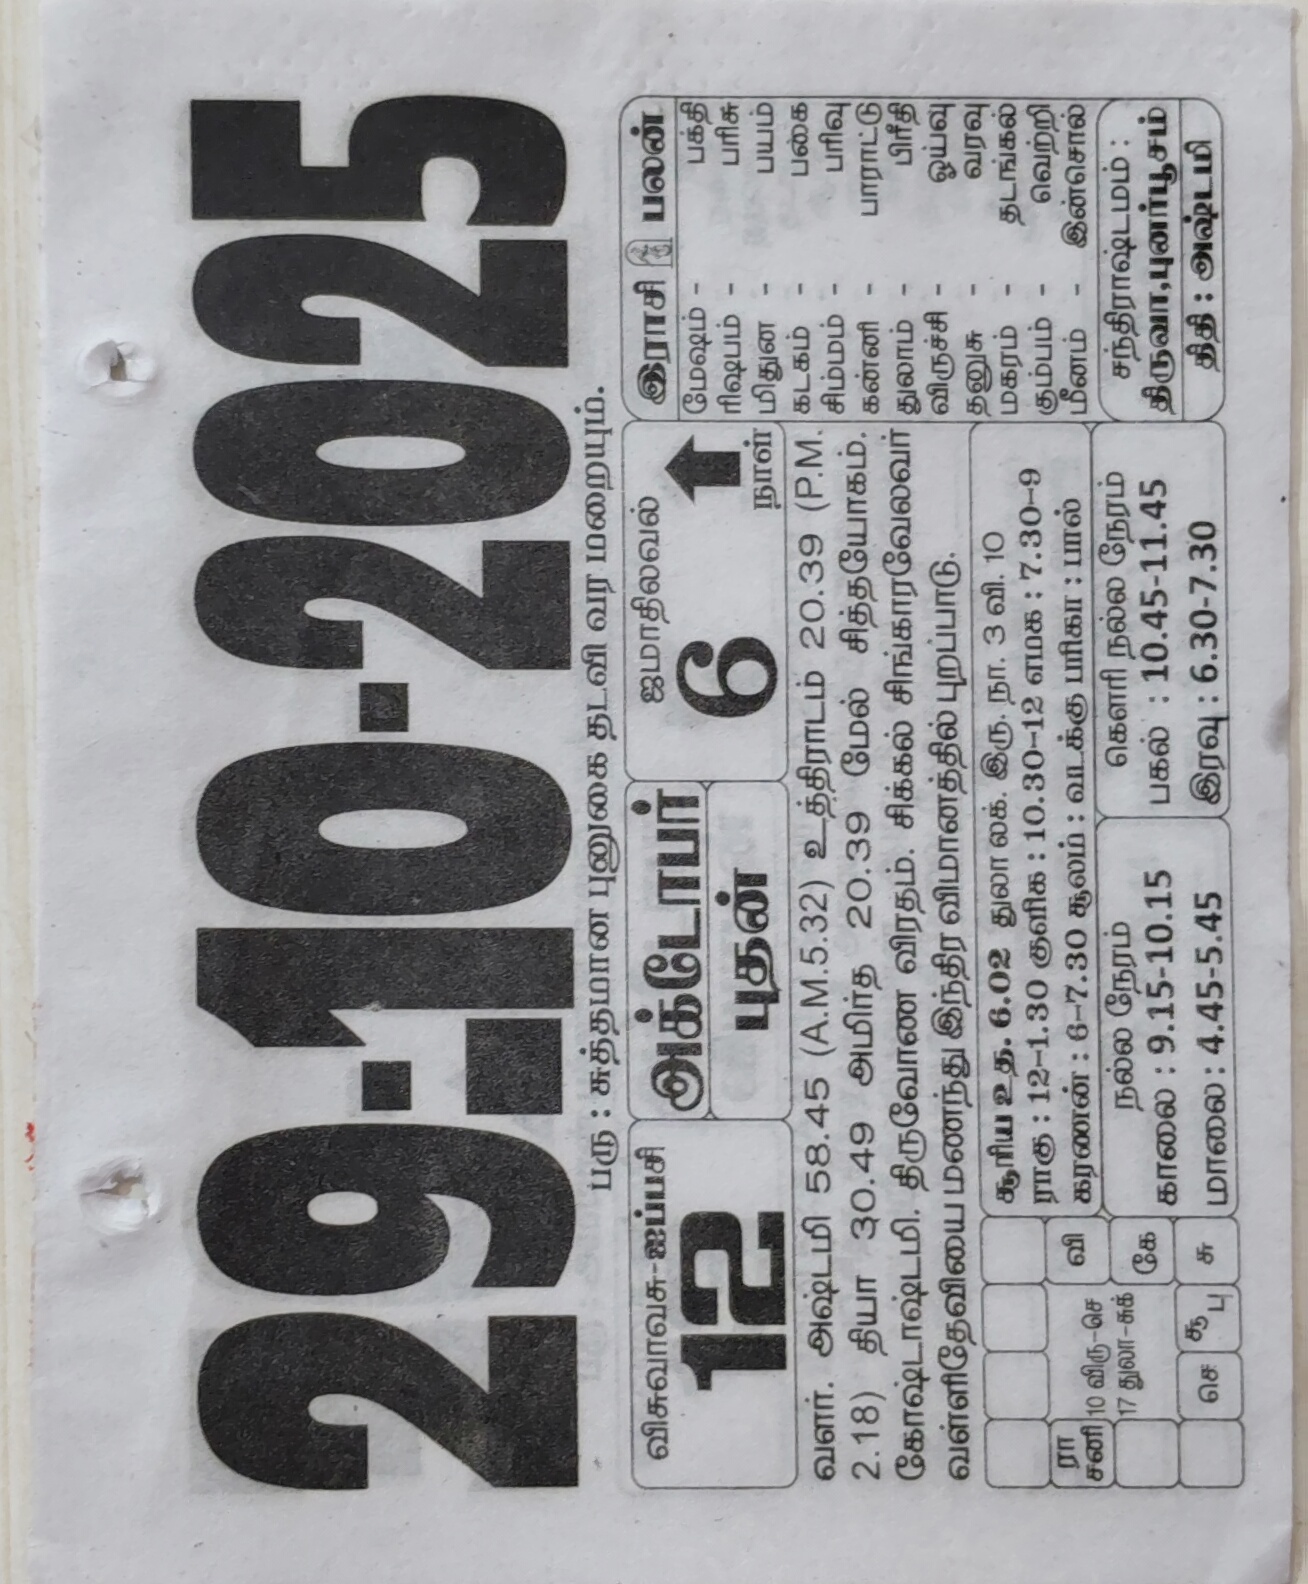 29-10-2025
பரு : சுத்தமான புனுகை தடவி வர மறையும்.
விசுவாவசு-ஐப்பசி
12
அக்டோபர்
புதன்
ஜமாதிலவல்
6
நாள்
வளர். அஷ்டமி 58.45 (A.M.5.32) உத்திராடம் 20.39 (P.M.
2.18) தியா 30.49 அமிர்த 20.39 மேல் சித்தயோகம்.
கோஷ்டாஷ்டமி. திருவோண விரதம். சிக்கல் சிங்காரவேலவர்
வள்ளிதேவியை மணந்து இந்திர விமானத்தில் புறப்பாடு.
இராசி பலன்
மேஷம் - பக்தி
ரிஷபம் - பரிசு
மிதுன - பயம்
கடகம் - பகை
சிம்மம் - பரிவு
கன்னி - பாராட்டு
துலாம் - பிரீதி
விருச்சி - ஓய்வு
தனுசு - வரவு
மகரம் - தடங்கல்
கும்பம் - வெற்றி
மீனம் - இன்சொல்
ரா
சனி
10 விரு-செ
17 துலா-சுக்
வி
கே
செ
சூ
பு
சு
சூரிய உத. 6.02 துலா லக். இரு. நா. 3 வி. 10
ராகு : 12-1.30 குளிக : 10.30-12 எமக : 7.30-9
கரணன் : 6-7.30 சூலம் : வடக்கு பரிகா : பால்
நல்ல நேரம்
காலை : 9.15-10.15
மாலை : 4.45-5.45
கௌரி நல்ல நேரம்
பகல் : 10.45-11.45
இரவு : 6.30-7.30
சந்திராஷ்டமம் :
திருவா,புனர்பூசம்
திதி : அஷ்டமி